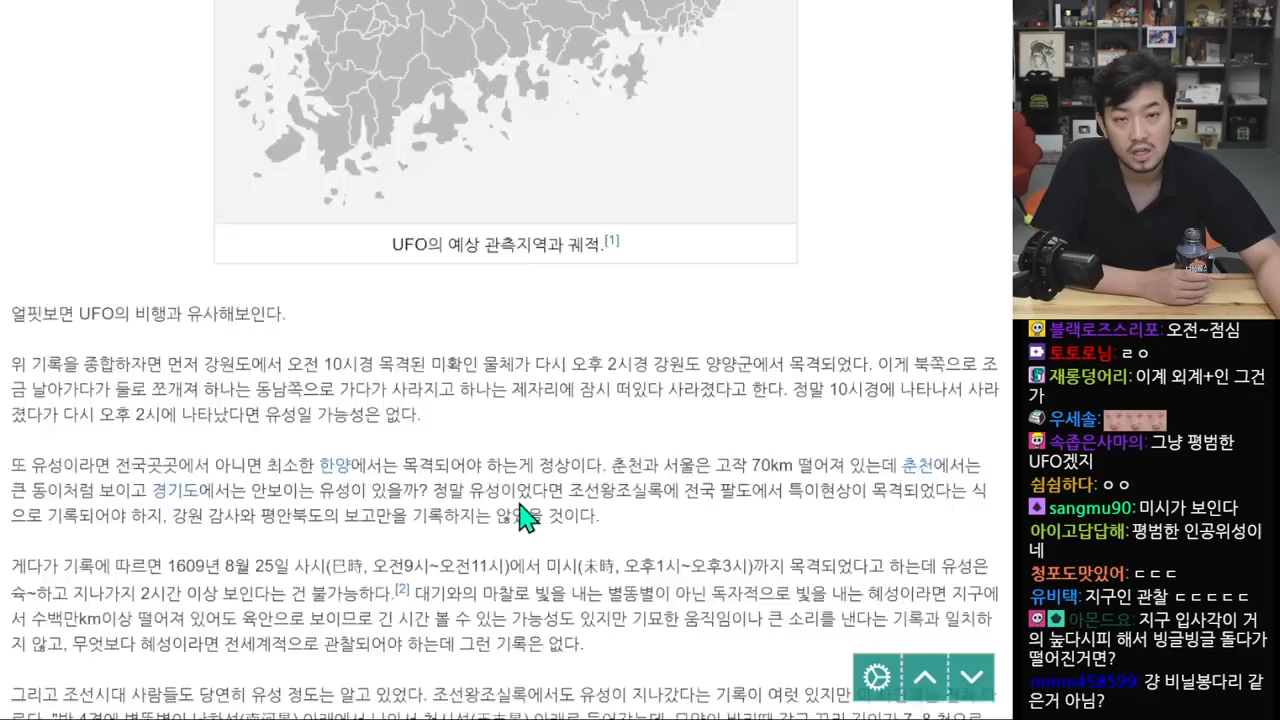 UFO의 예상 관측지역과 궤적.[1]
얼핏보면 UFO의 비행과 유사해보인다.
위 기록을 종합하자면 먼저 강원도에서 오전 10시경 목격된 미확인 물체가 다시 오후 2시경 강원도 양양군에서 목격되었다. 이게 북쪽으로 조
금 날아가다가 둘로 쪼개져 하나는 동남쪽으로 가다가 사라지고 하나는 제자리에 잠시 떠있다 사라졌다고 한다. 정말 10시경에 나타나서 사라
졌다가 다시 오후 2시에 나타났다면 유성일 가능성은 없다.
또 유성이라면 전국곳곳에서 아니면 최소한 한양에서는 목격되어야 하는게 정상이다. 춘천과 서울은 고작 70km 떨어져 있는데 춘천에서는
큰 동이처럼 보이고 경기도에서는 안보이는 유성이 있을까? 정말 유성이었다면 조선왕조실록에 전국 팔도에서 특이현상이 목격되었다는 식
으로 기록되어야 하지, 강원 감사와 평안북도의 보고만을 기록하지는 않았을 것이다.
게다가 기록에 따르면 1609년 8월 25일 사시(巳時, 오전9시~오전11시)에서 미시(未時, 오후1시~오후3시)까지 목격되었다고 하는데 유성은
슉~하고 지나가지 2시간 이상 보인다는 건 불가능하다.[2] 대기와의 마찰로 빛을 내는 별똥별이 아닌 독자적으로 빛을 내는 혜성이라면 지구에
서 수백만km이상 떨어져 있어도 육안으로 보이므로 긴 시간 볼 수 있는 가능성도 있지만 기묘한 움직임이나 큰 소리를 낸다는 기록과 일치하
지 않고, 무엇보다 혜성이라면 전세계적으로 관찰되어야 하는데 그런 기록은 없다.
그리고 조선시대 사람들도 당연히 유성 정도는 알고 있었다. 조선왕조실록에서도 유성이 지나갔다는 기록이 여럿 있지만
블랙로즈스리포: 오전~점심
토토로님: ㄹㅇ
재롱덩어리: 이게 외계+인 그건
가
우세솔:
속좁은사마의: 그냥 평범한
UFO겠지
쉼쉼하다: ㅇㅇ
sangmu90: 미시가 보인다
아이고답답해: 평범한 인공위성이
네
청포도맛있어: ㄷㄷㄷ
유비택: 지구인 관찰 ㄷㄷㄷㄷㄷ
아몬드요: 지구 입사각이 거
의 눞다시피 해서 빙글빙글 돌다가
떨어진거면?
mmm458599: 걍 비닐봉다리 같
은거 아님?